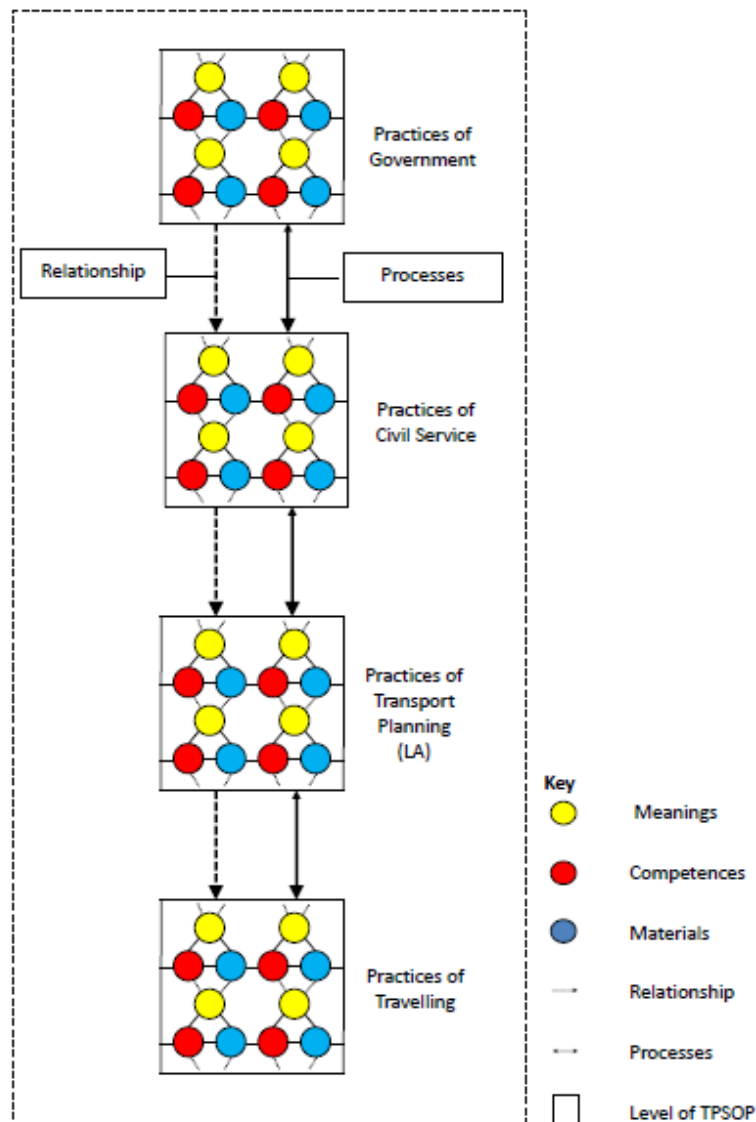 Practices of
Government
Relationship
Processes
Practices of
Civil Service
Practices of
Transport
Planning
(LA)
Practices of
Travelling
Key
Meanings
Competences
Materials
Relationship
Processes
Level of TPSOP